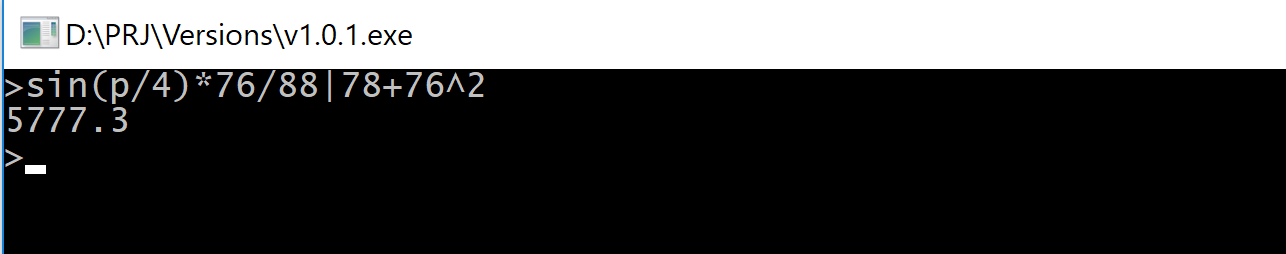 D:\PRJ\Versions\v1.0.1.exe
>sin(p/4)*76/88|78+76^2
5777.3
>